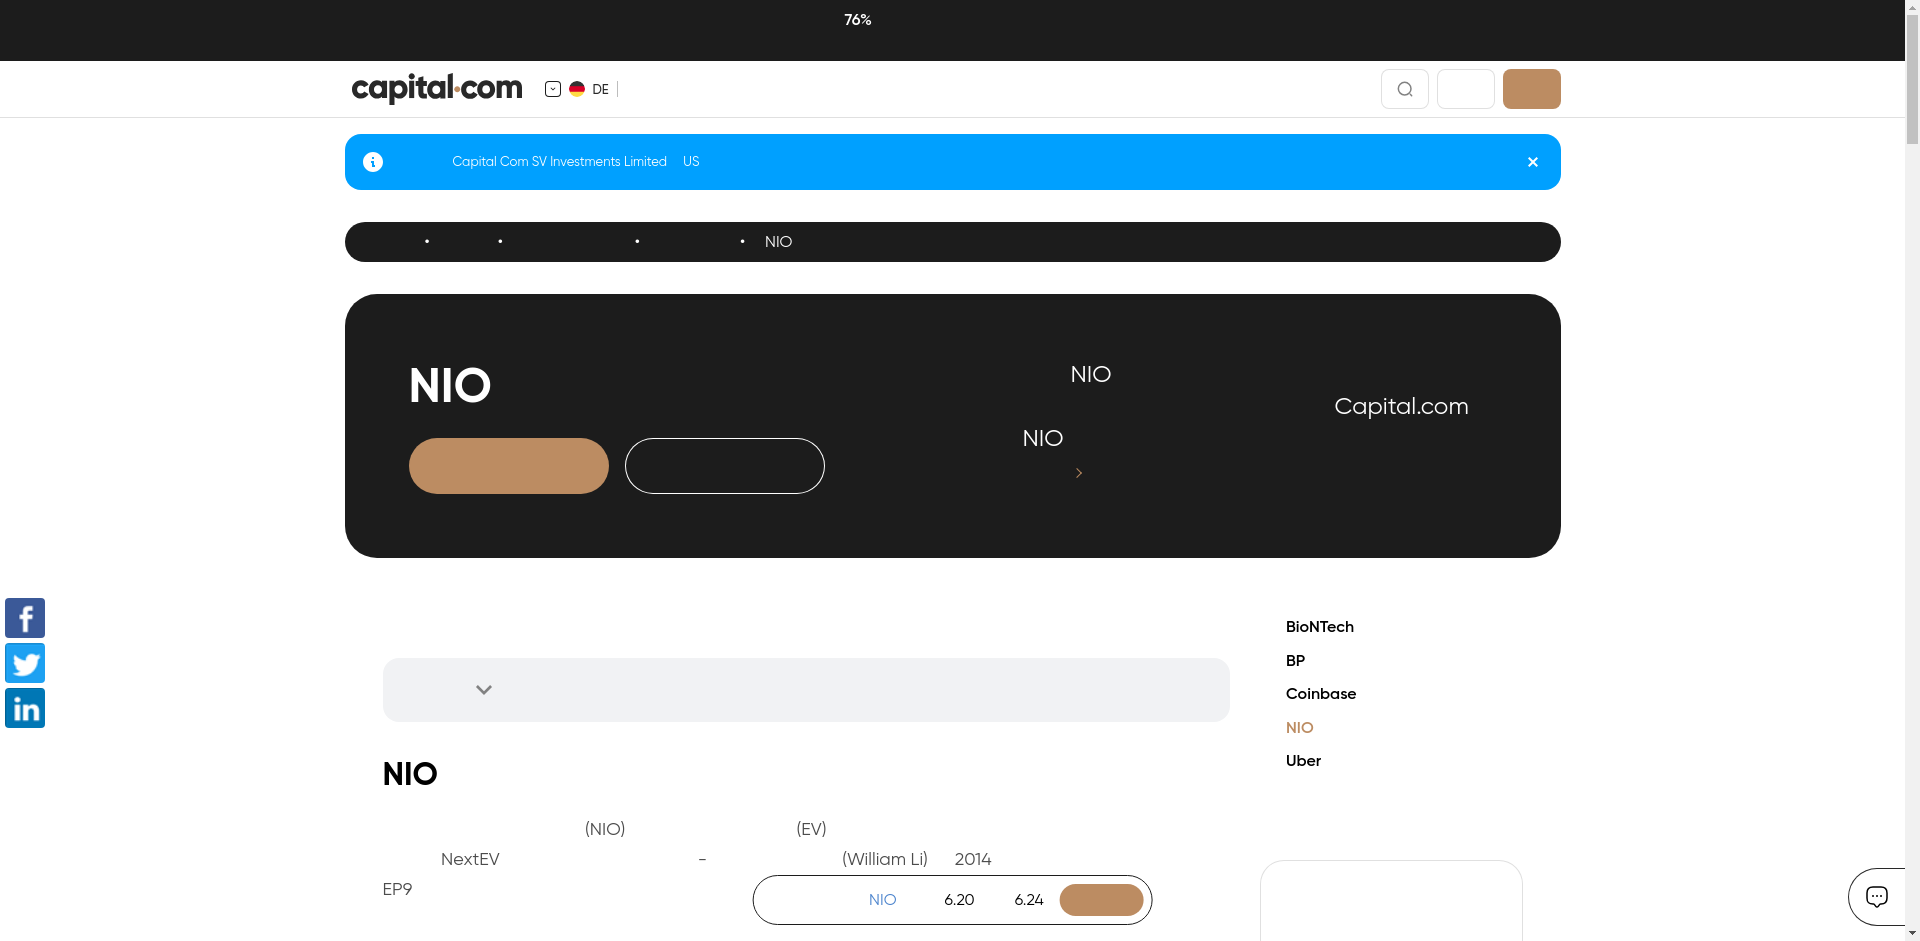 76%
capital.com DE
Capital Com SV Investments Limited US
NIO
NIO
NIO
Capital.com
NIO
BioNTech
BP
Coinbase
NIO
Uber
NIO
(NIO) (EV)
NextEV - (William Li) 2014
EP9
NIO 6.20 6.24